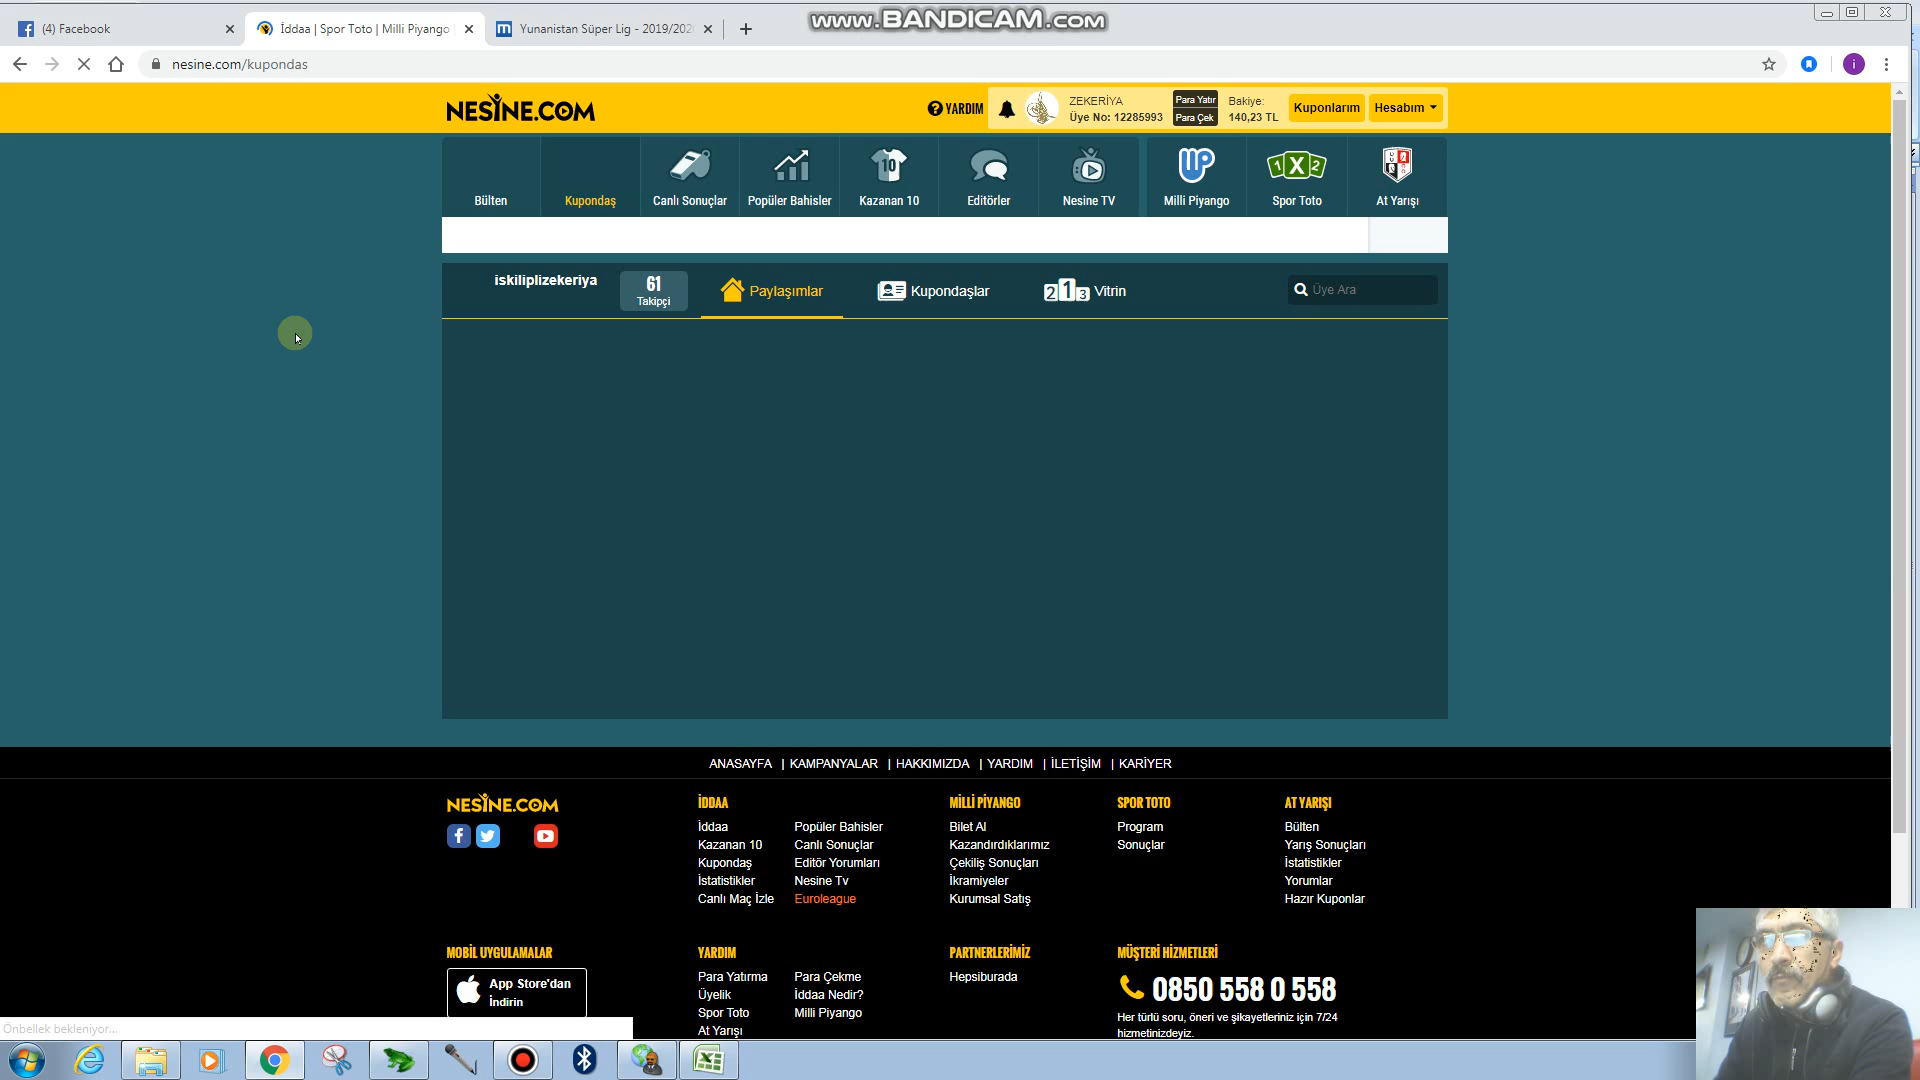 www.BANDICAM.com
(4) Facebook
İddaa | Spor Toto | Milli Piyango
Yunanistan Süper Lig - 2019/202
nesine.com/kupondas
NESİNE.COM
YARDIM
ZEKERİYA
Üye No: 12285993
Para Yatır
Para Çek
Bakiye:
140,23 TL
Kuponlarım
Hesabım
10
1 X 2
Bülten
Kupondaş
Canlı Sonuçlar
Popüler Bahisler
Kazanan 10
Editörler
Nesine TV
Milli Piyango
Spor Toto
At Yarışı
iskiliplizekeriya
61
Takipçi
Paylaşımlar
Kupondaşlar
2 1 3
Vitrin
Üye Ara
ANASAYFA | KAMPANYALAR | HAKKIMIZDA | YARDIM | İLETİŞİM | KARİYER
NESİNE.COM
İDDAA
İddaa
Kazanan 10
Kupondaş
İstatistikler
Canlı Maç İzle
Popüler Bahisler
Canlı Sonuçlar
Editör Yorumları
Nesine Tv
Euroleague
MİLLİ PİYANGO
Bilet Al
Kazandırdıklarımız
Çekiliş Sonuçları
İkramiyeler
Kurumsal Satış
SPOR TOTO
Program
Sonuçlar
AT YARIŞI
Bülten
Yarış Sonuçları
İstatistikler
Yorumlar
Hazır Kuponlar
MOBİL UYGULAMALAR
App Store'dan
İndirin
YARDIM
Para Yatırma
Üyelik
Spor Toto
At Yarışı
Para Çekme
İddaa Nedir?
Milli Piyango
PARTNERLERİMİZ
Hepsiburada
MÜŞTERİ HİZMETLERİ
0850 558 0 558
Her türlü soru, öneri ve şikayetleriniz için 7/24
hizmetinizdeyiz.
Önbellek bekleniyor...